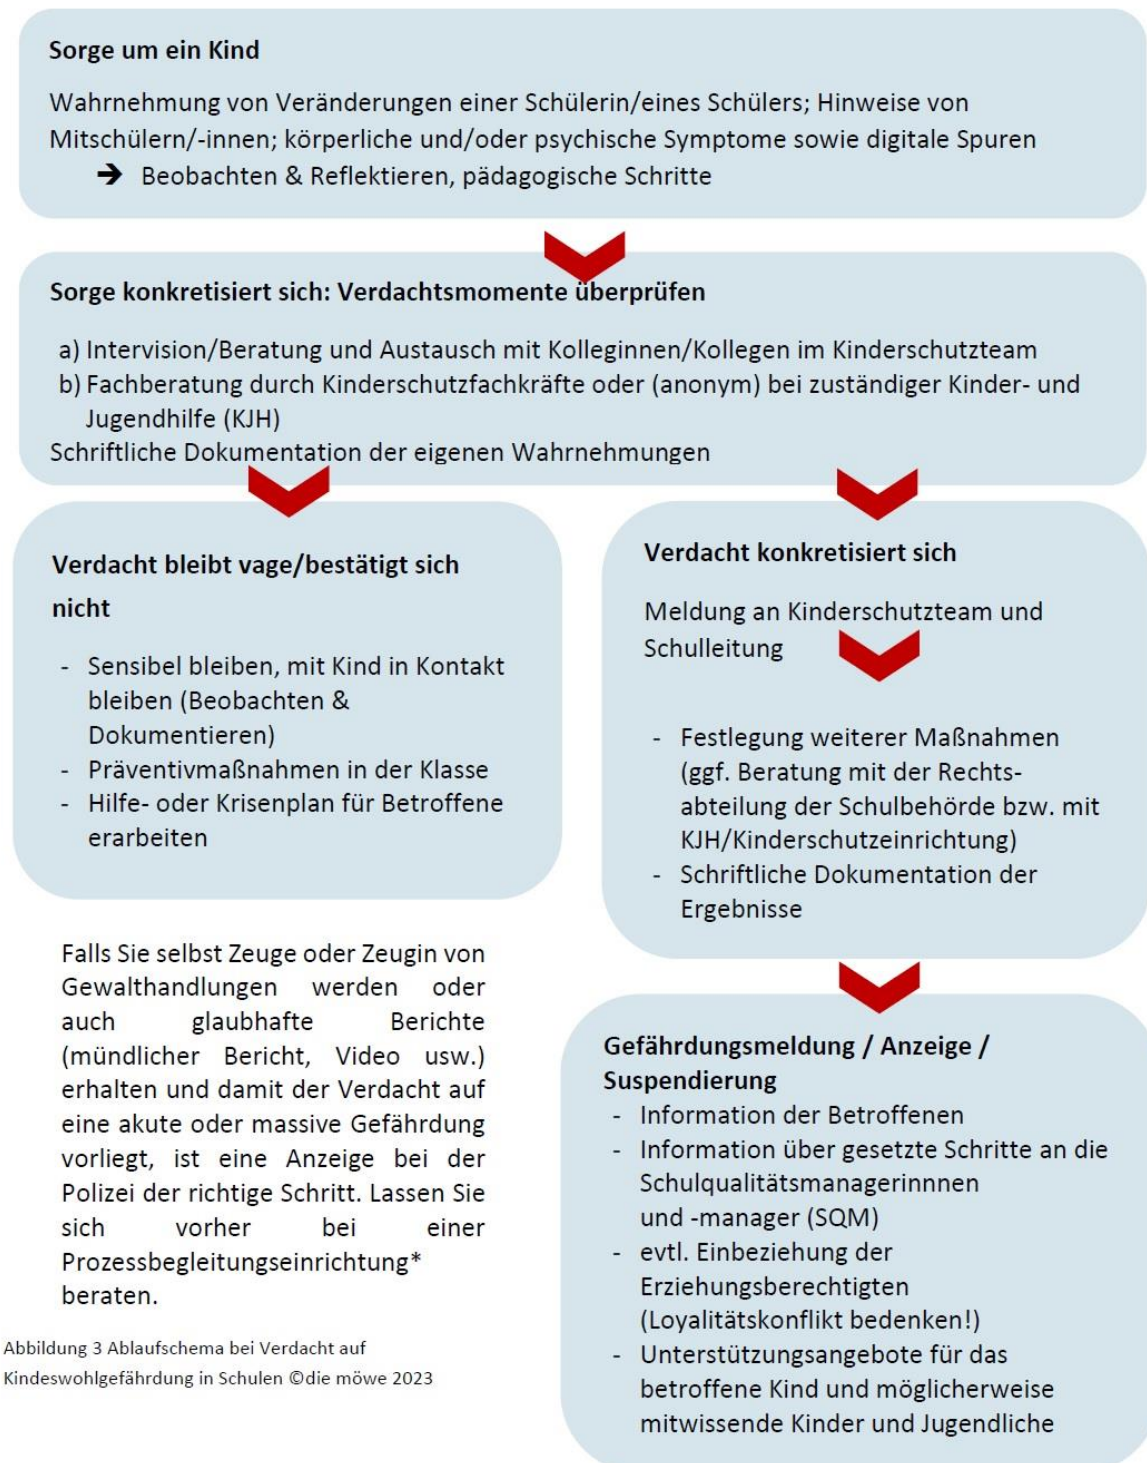 Sorge um ein Kind
Wahrnehmung von Veränderungen einer Schülerin/eines Schülers; Hinweise von
Mitschülern/-innen; körperliche und/oder psychische Symptome sowie digitale Spuren
➔ Beobachten & Reflektieren, pädagogische Schritte
Sorge konkretisiert sich: Verdachtsmomente überprüfen
a) Intervision/Beratung und Austausch mit Kolleginnen/Kollegen im Kinderschutzteam
b) Fachberatung durch Kinderschutzfachkräfte oder (anonym) bei zuständiger Kinder- und
Jugendhilfe (KJH)
Schriftliche Dokumentation der eigenen Wahrnehmungen
Verdacht bleibt vage/bestätigt sich
nicht
- Sensibel bleiben, mit Kind in Kontakt
bleiben (Beobachten &
Dokumentieren)
- Präventivmaßnahmen in der Klasse
- Hilfe- oder Krisenplan für Betroffene
erarbeiten
Verdacht konkretisiert sich
Meldung an Kinderschutzteam und
Schulleitung
- Festlegung weiterer Maßnahmen
(ggf. Beratung mit der Rechts-
abteilung der Schulbehörde bzw. mit
KJH/Kinderschutzeinrichtung)
- Schriftliche Dokumentation der
Ergebnisse
Falls Sie selbst Zeuge oder Zeugin von
Gewalthandlungen werden oder
auch glaubhafte Berichte
(mündlicher Bericht, Video usw.)
erhalten und damit der Verdacht auf
eine akute oder massive Gefährdung
vorliegt, ist eine Anzeige bei der
Polizei der richtige Schritt. Lassen Sie
sich vorher bei einer
Prozessbegleitungseinrichtung*
beraten.
Gefährdungsmeldung / Anzeige /
Suspendierung
- Information der Betroffenen
- Information über gesetzte Schritte an die
Schulqualitätsmanagerinnnen
und -manager (SQM)
- evtl. Einbeziehung der
Erziehungsberechtigten
(Loyalitätskonflikt bedenken!)
- Unterstützungsangebote für das
betroffene Kind und möglicherweise
mitwissende Kinder und Jugendliche
Abbildung 3 Ablaufschema bei Verdacht auf
Kindeswohlgefährdung in Schulen ©die möwe 2023